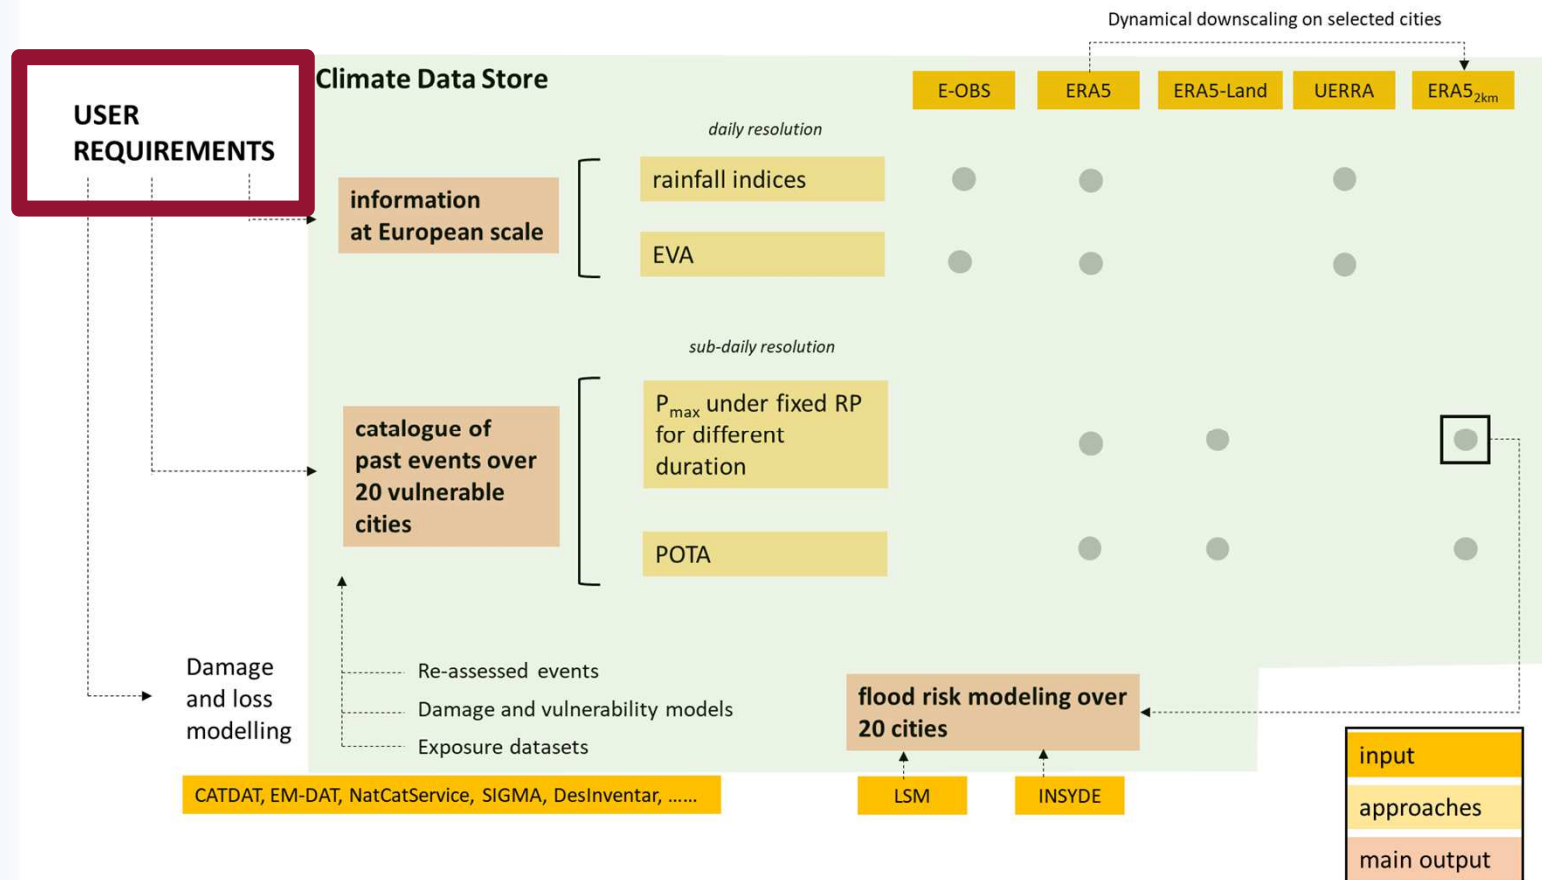 Dynamical downscaling on selected cities
USER
REQUIREMENTS
Climate Data Store
E-OBS
ERA5
ERA5-Land
UERRA
ERA5₂ₖₘ
daily resolution
information
at European scale
rainfall indices
EVA
sub-daily resolution
catalogue of
past events over
20 vulnerable
cities
Pₘₐₓ under fixed RP
for different
duration
POTA
Damage
and loss
modelling
Re-assessed events
Damage and vulnerability models
Exposure datasets
flood risk modeling over
20 cities
CATDAT, EM-DAT, NatCatService, SIGMA, DesInventar, ......
LSM
INSYDE
input
approaches
main output